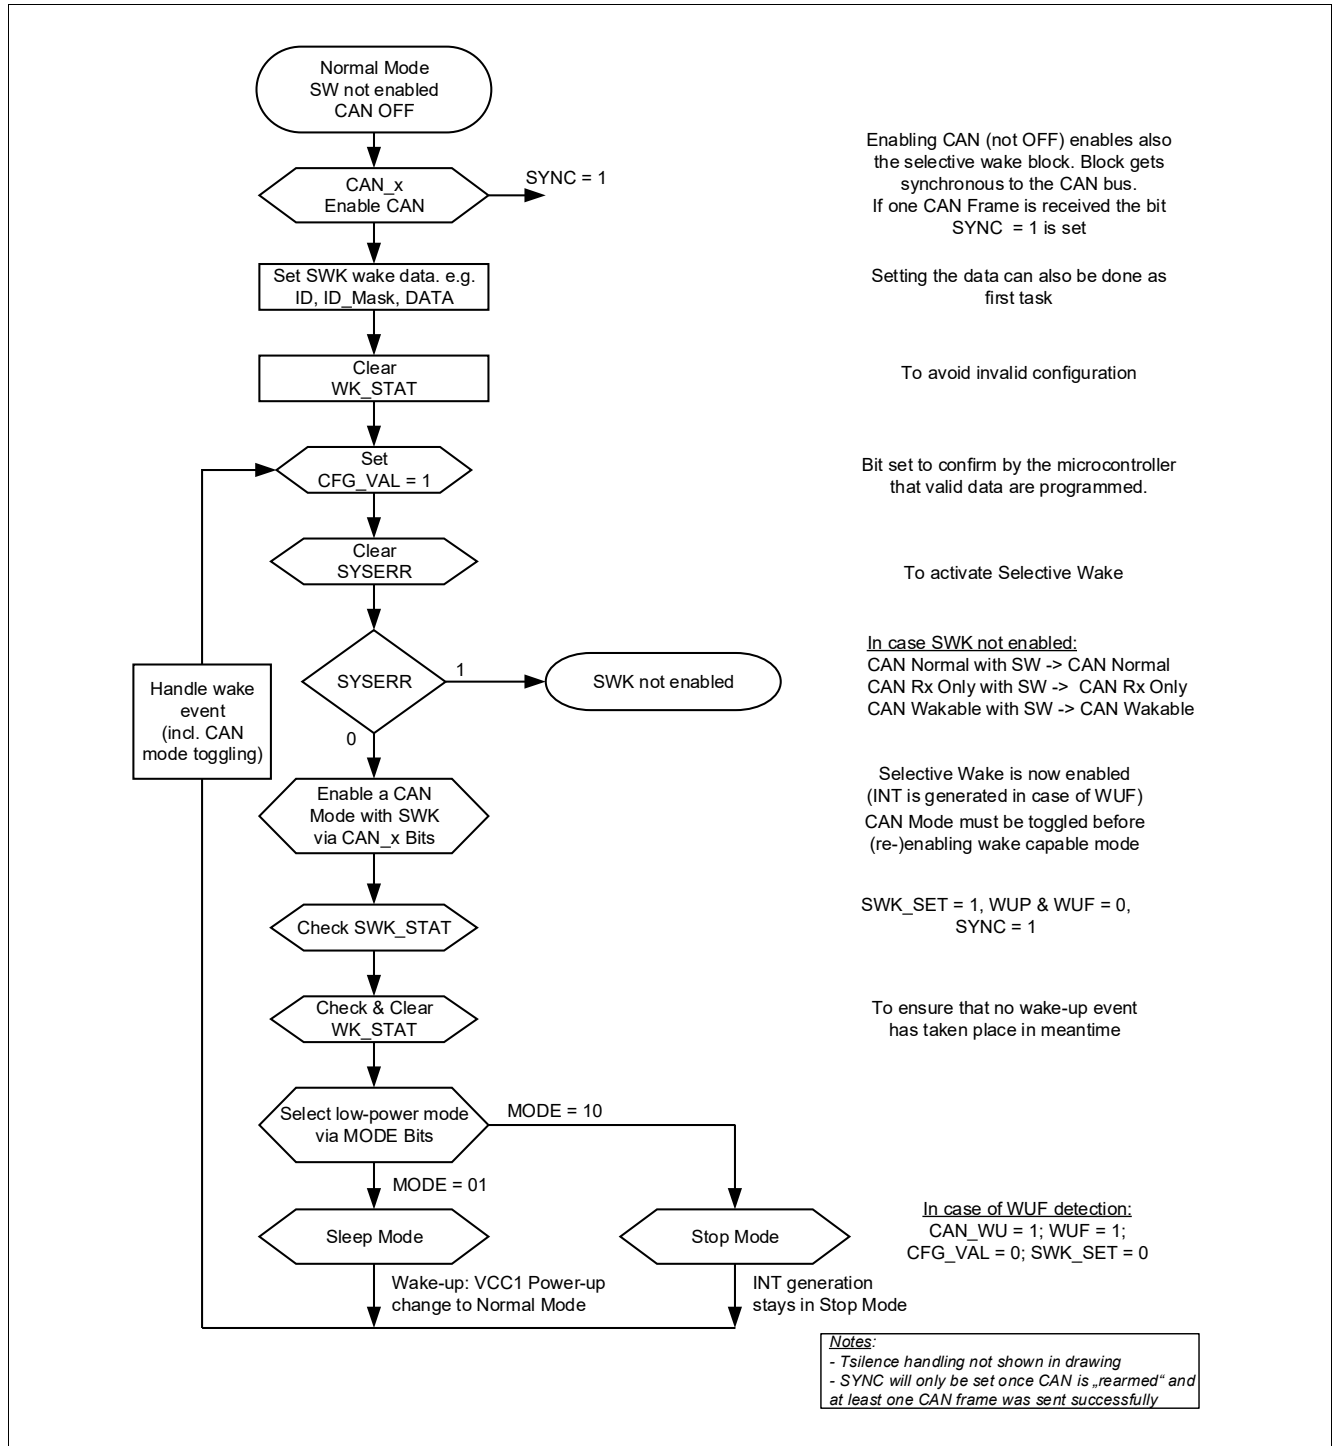 Normal Mode
SW not enabled
CAN OFF
CAN_x
Enable CAN
SYNC = 1
Enabling CAN (not OFF) enables also
the selective wake block. Block gets
synchronous to the CAN bus.
If one CAN Frame is received the bit
SYNC = 1 is set
Set SWK wake data. e.g.
ID, ID_Mask, DATA
Setting the data can also be done as
first task
Clear
WK_STAT
To avoid invalid configuration
Set
CFG_VAL = 1
Bit set to confirm by the microcontroller
that valid data are programmed.
Clear
SYSERR
To activate Selective Wake
SYSERR
1
0
SWK not enabled
In case SWK not enabled:
CAN Normal with SW -> CAN Normal
CAN Rx Only with SW -> CAN Rx Only
CAN Wakable with SW -> CAN Wakable
Handle wake
event
(incl. CAN
mode toggling)
Enable a CAN
Mode with SWK
via CAN_x Bits
Selective Wake is now enabled
(INT is generated in case of WUF)
CAN Mode must be toggled before
(re-)enabling wake capable mode
Check SWK_STAT
SWK_SET = 1, WUP & WUF = 0,
SYNC = 1
Check & Clear
WK_STAT
To ensure that no wake-up event
has taken place in meantime
Select low-power mode
via MODE Bits
MODE = 10
MODE = 01
Sleep Mode
Stop Mode
In case of WUF detection:
CAN_WU = 1; WUF = 1;
CFG_VAL = 0; SWK_SET = 0
Wake-up: VCC1 Power-up
change to Normal Mode
INT generation
stays in Stop Mode
Notes:
- Tsilence handling not shown in drawing
- SYNC will only be set once CAN is „rearmed“ and
at least one CAN frame was sent successfully